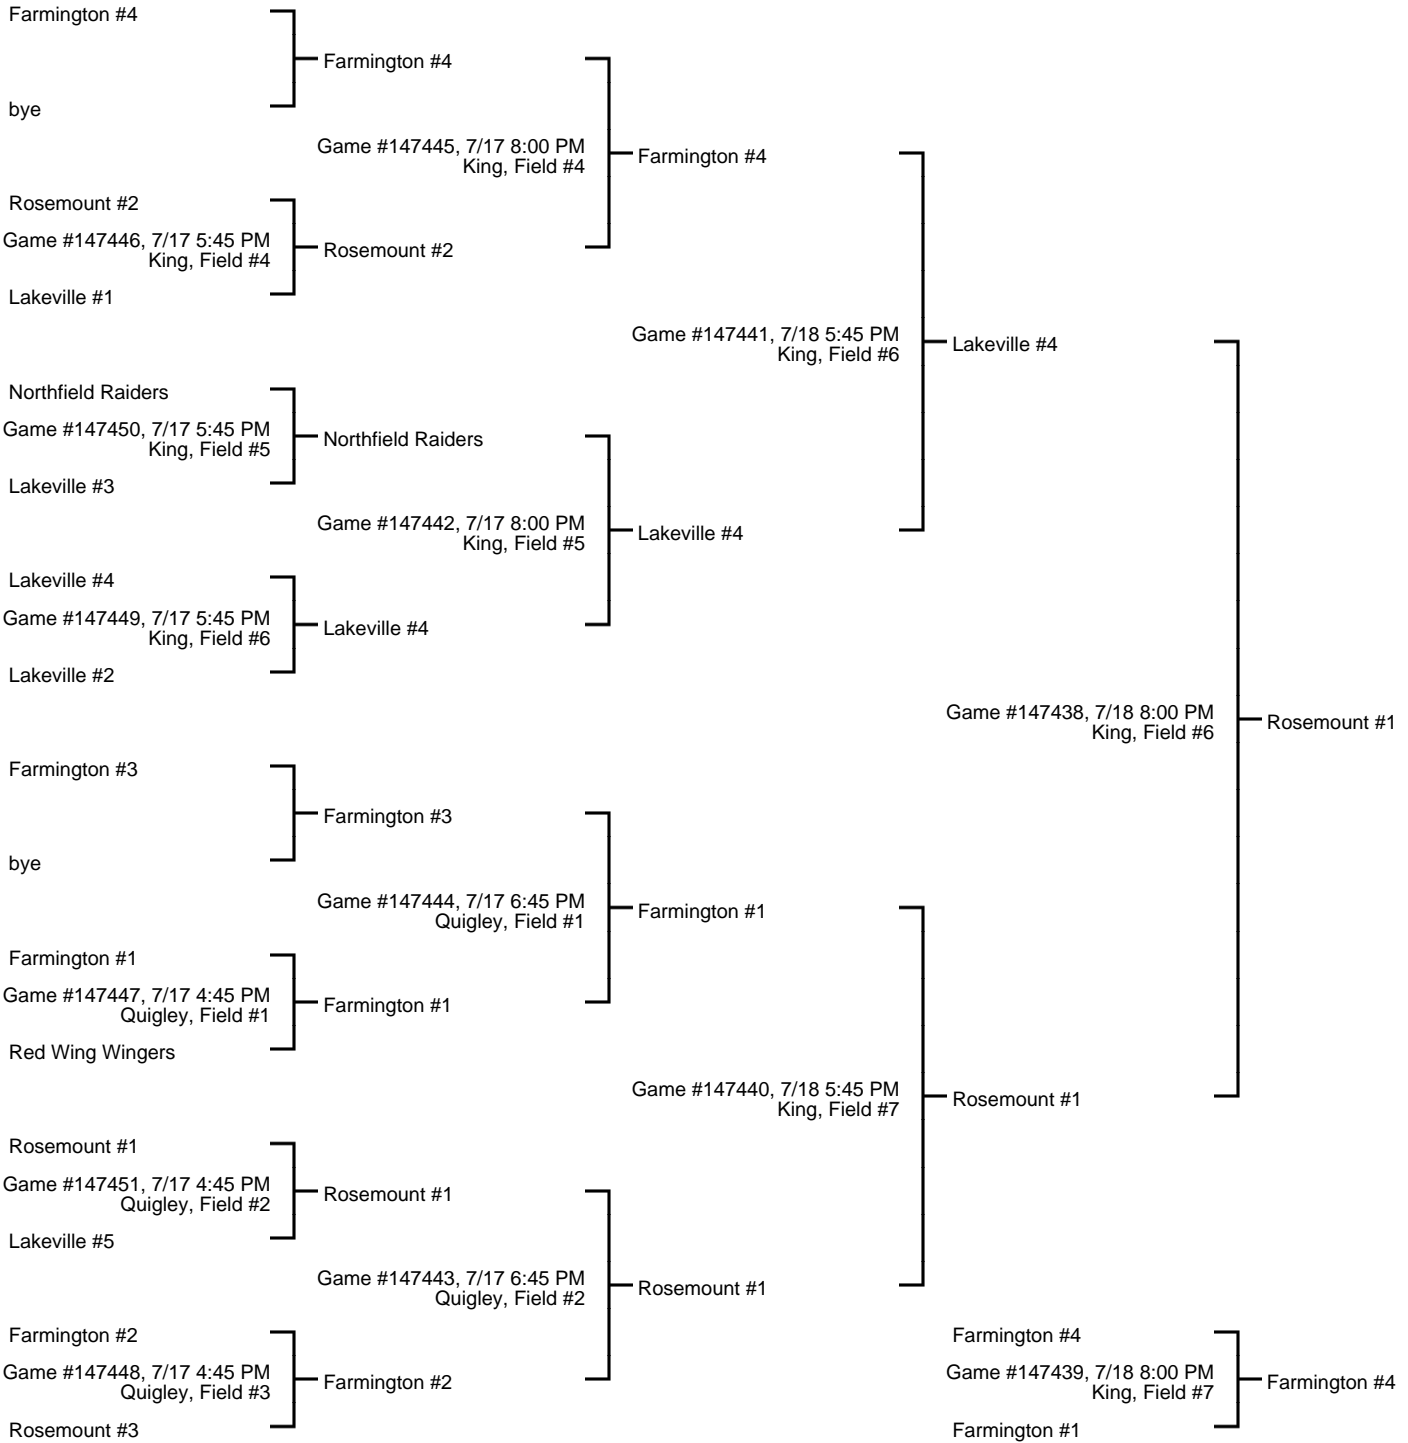 Farmington #4
Farmington #4
bye
Game #147445, 7/17 8:00 PM
King, Field #4
Farmington #4
Rosemount #2
Game #147446, 7/17 5:45 PM
King, Field #4
Rosemount #2
Lakeville #1
Game #147441, 7/18 5:45 PM
King, Field #6
Lakeville #4
Northfield Raiders
Game #147450, 7/17 5:45 PM
King, Field #5
Northfield Raiders
Lakeville #3
Game #147442, 7/17 8:00 PM
King, Field #5
Lakeville #4
Lakeville #4
Game #147449, 7/17 5:45 PM
King, Field #6
Lakeville #4
Lakeville #2
Game #147438, 7/18 8:00 PM
King, Field #6
Rosemount #1
Farmington #3
Farmington #3
bye
Game #147444, 7/17 6:45 PM
Quigley, Field #1
Farmington #1
Farmington #1
Game #147447, 7/17 4:45 PM
Quigley, Field #1
Farmington #1
Red Wing Wingers
Game #147440, 7/18 5:45 PM
King, Field #7
Rosemount #1
Rosemount #1
Game #147451, 7/17 4:45 PM
Quigley, Field #2
Rosemount #1
Lakeville #5
Game #147443, 7/17 6:45 PM
Quigley, Field #2
Rosemount #1
Farmington #2
Game #147448, 7/17 4:45 PM
Quigley, Field #3
Farmington #2
Rosemount #3
Farmington #4
Game #147439, 7/18 8:00 PM
King, Field #7
Farmington #4
Farmington #1